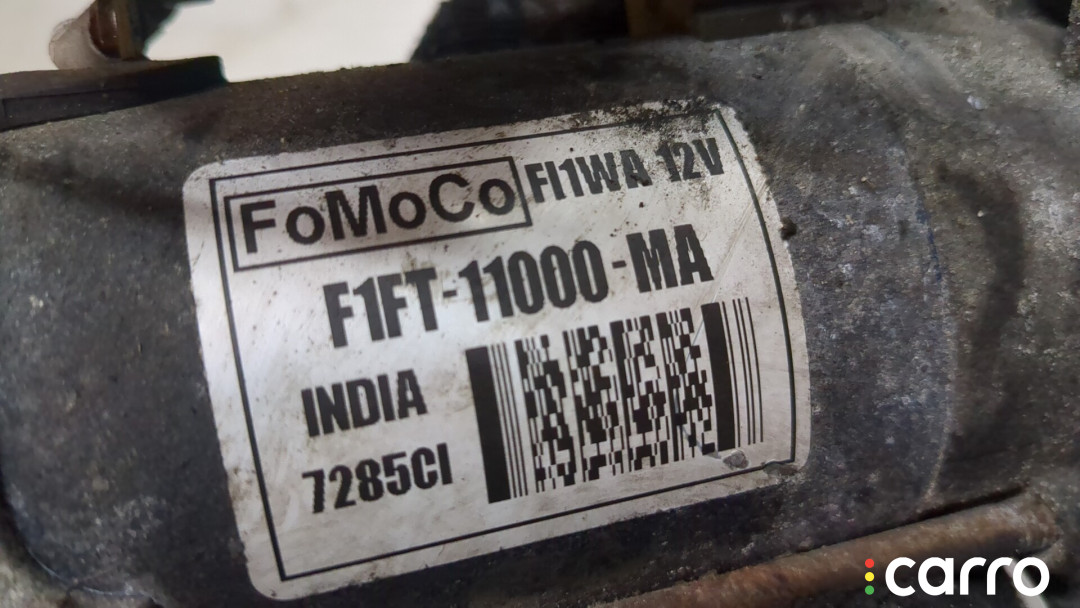 FoMoCo FI1WA 12V
F1FT-11000-MA
INDIA
7285CI
carro